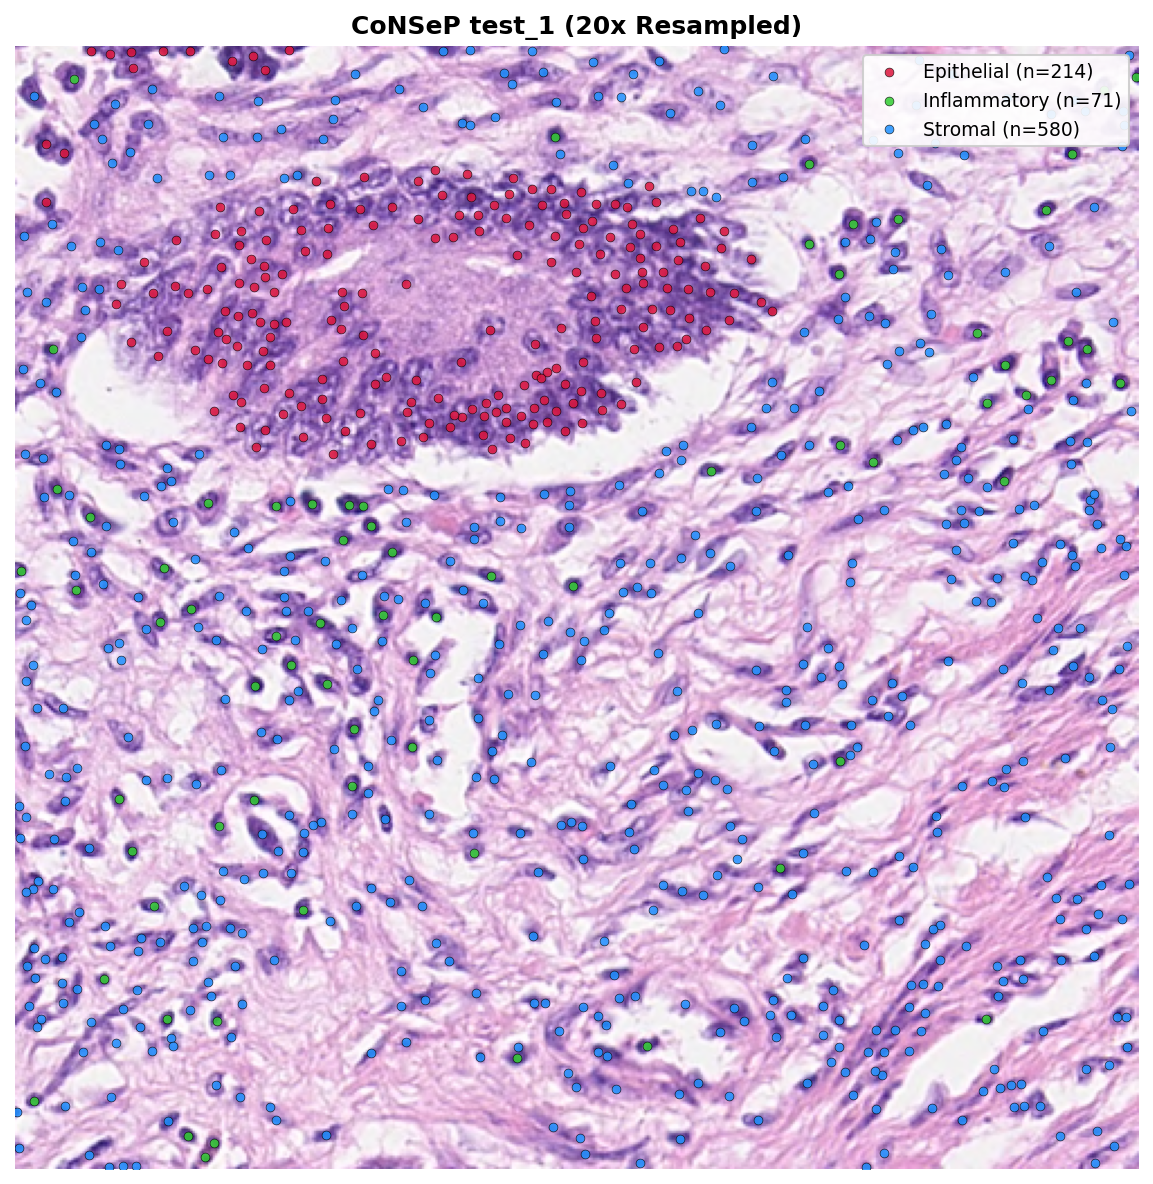 CoNSeP test_1 (20x Resampled)
Epithelial (n=214)
Inflammatory (n=71)
Stromal (n=580)